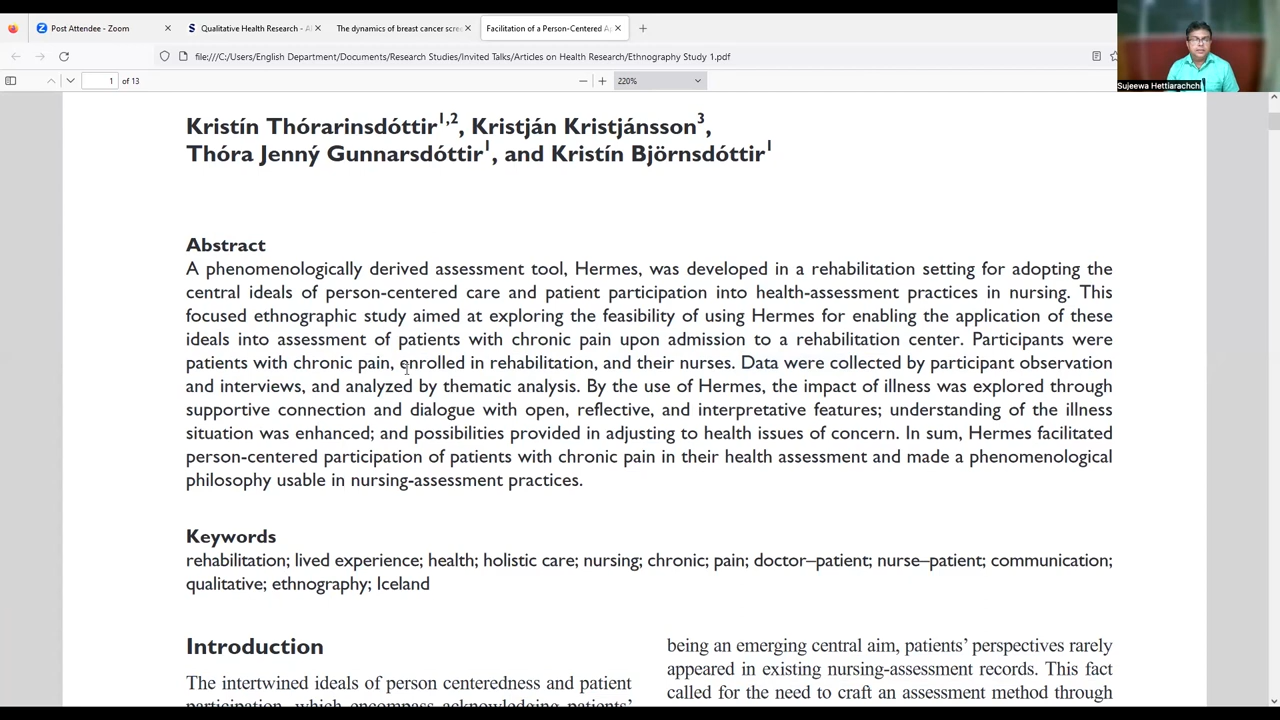 Post Attendee - Zoom
Qualitative Health Research -
The dynamics of breast cancer scre
Facilitation of a Person-Centered A
file:///C:/Users/English Department/Documents/Research Studies/Invited Talks/Articles on Health Research/Ethnography Study 1.pdf
1 of 13
220%
Sujeewa Hettiarachchi
Kristín Thórarinsdóttir1,2, Kristján Kristjánsson3,
Thóra Jenný Gunnarsdóttir1, and Kristín Björnsdóttir1
Abstract
A phenomenologically derived assessment tool, Hermes, was developed in a rehabilitation setting for adopting the
central ideals of person-centered care and patient participation into health-assessment practices in nursing. This
focused ethnographic study aimed at exploring the feasibility of using Hermes for enabling the application of these
ideals into assessment of patients with chronic pain upon admission to a rehabilitation center. Participants were
patients with chronic pain, enrolled in rehabilitation, and their nurses. Data were collected by participant observation
and interviews, and analyzed by thematic analysis. By the use of Hermes, the impact of illness was explored through
supportive connection and dialogue with open, reflective, and interpretative features; understanding of the illness
situation was enhanced; and possibilities provided in adjusting to health issues of concern. In sum, Hermes facilitated
person-centered participation of patients with chronic pain in their health assessment and made a phenomenological
philosophy usable in nursing-assessment practices.
Keywords
rehabilitation; lived experience; health; holistic care; nursing; chronic; pain; doctor–patient; nurse–patient; communication;
qualitative; ethnography; Iceland
Introduction
The intertwined ideals of person centeredness and patient
participation, which encompass acknowledging patients’
being an emerging central aim, patients’ perspectives rarely
appeared in existing nursing-assessment records. This fact
called for the need to craft an assessment method through